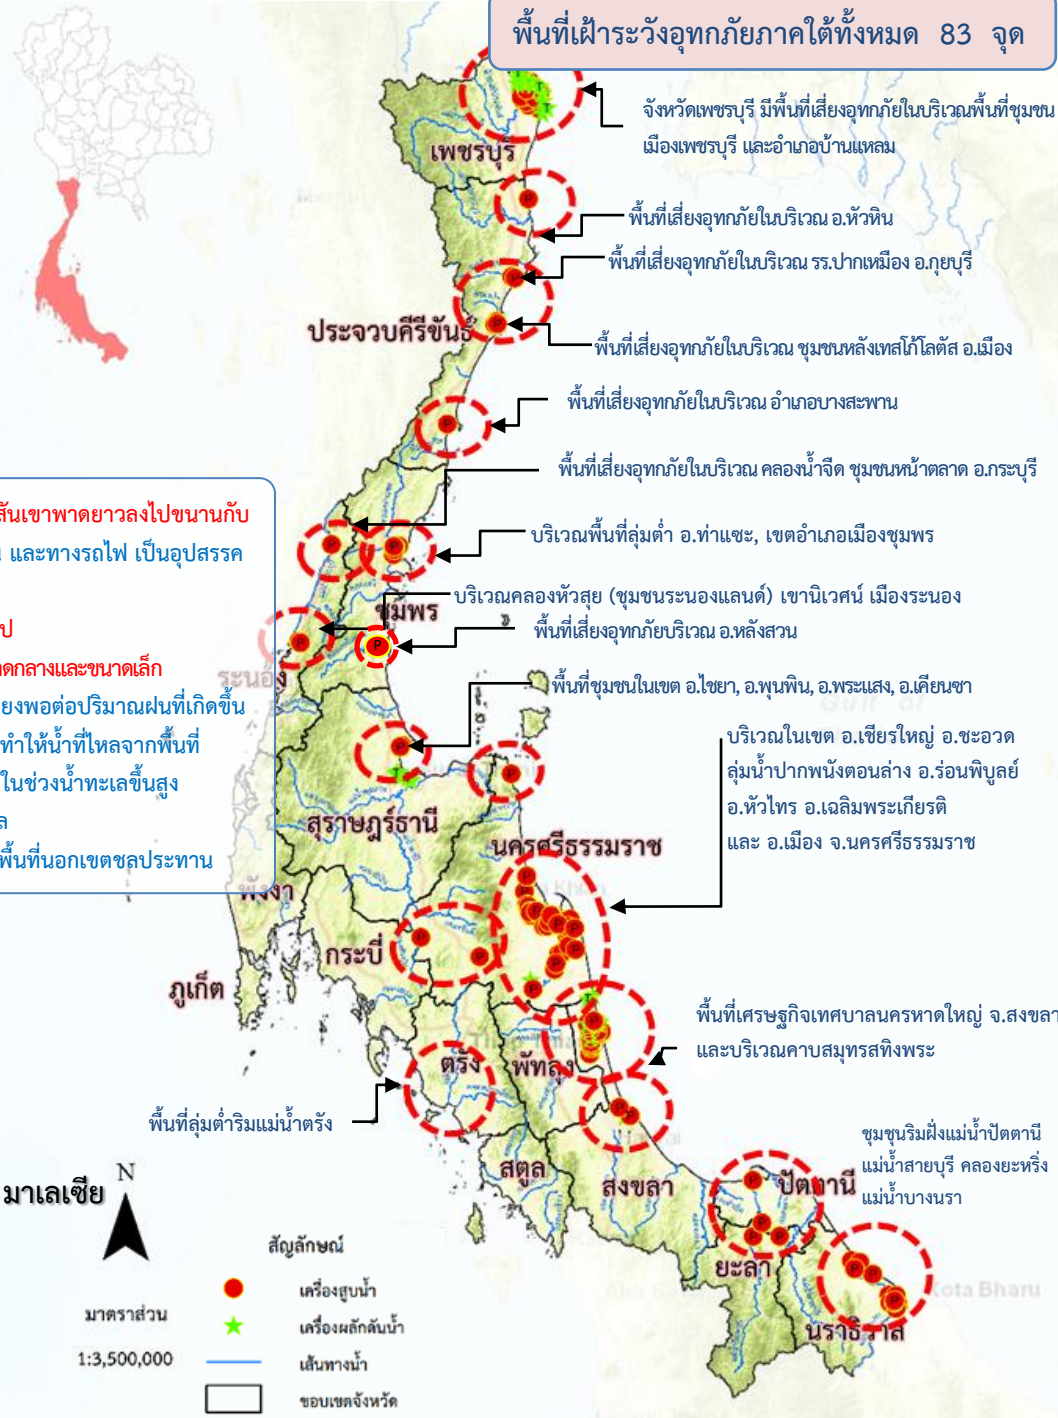 พื้นที่เฝ้าระวังอุทกภัยภาคใต้ทั้งหมด 83 จุด
จังหวัดเพชรบุรี มีพื้นที่เสี่ยงอุทกภัยในบริเวณพื้นที่ชุมชน
เมืองเพชรบุรี และอำเภอบ้านแหลม
เพชรบุรี
พื้นที่เสี่ยงอุทกภัยในบริเวณ อ.หัวหิน
พื้นที่เสี่ยงอุทกภัยในบริเวณ รร.ปากเหมือง อ.กุยบุรี
ประจวบคีรีขันธ์
พื้นที่เสี่ยงอุทกภัยในบริเวณ ชุมชนหลังเทสโก้โลตัส อ.เมือง
พื้นที่เสี่ยงอุทกภัยในบริเวณ อำเภอบางสะพาน
พื้นที่เสี่ยงอุทกภัยในบริเวณ คลองน้ำจืด ชุมชนหน้าตลาด อ.กระบุรี
สันเขาพาดยาวลงไปขนานกับ
และทางรถไฟ เป็นอุปสรรค
บริเวณพื้นที่ลุ่มต่ำ อ.ท่าแซะ, เขตอำเภอเมืองชุมพร
บริเวณคลองหัวสุย (ชุมชนระนองแลนด์) เขานิเวศน์ เมืองระนอง
ชุมพร
ป
พื้นที่เสี่ยงอุทกภัยบริเวณ อ.หลังสวน
ดกลางและขนาดเล็ก
ระนอง
พื้นที่ชุมชนในเขต อ.ไชยา, อ.พุนพิน, อ.พระแสง, อ.เคียนซา
ยงพอต่อปริมาณฝนที่เกิดขึ้น
ทำให้น้ำที่ไหลจากพื้นที่
ในช่วงน้ำทะเลขึ้นสูง
ล
พื้นที่นอกเขตชลประทาน
Gulf of
บริเวณในเขต อ.เชียรใหญ่ อ.ชะอวด
ลุ่มน้ำปากพนังตอนล่าง อ.ร่อนพิบูลย์
อ.หัวไทร อ.เฉลิมพระเกียรติ
และ อ.เมือง จ.นครศรีธรรมราช
สุราษฎร์ธานี
นครศรีธรรมราช
พังงา
กระบี่
ภูเก็ต
พื้นที่เศรษฐกิจเทศบาลนครหาดใหญ่ จ.สงขลา
และบริเวณคาบสมุทรสทิงพระ
ตรัง
พัทลุง
พื้นที่ลุ่มต่ำริมแม่น้ำตรัง
ชุมชุนริมฝั่งแม่น้ำปัตตานี
แม่น้ำสายบุรี คลองยะหริ่ง
แม่น้ำบางนรา
สตูล
สงขลา
ปัตตานี
ยะลา
Kota Bharu
นราธิวาส
มาเลเซีย
N
มาตราส่วน
1:3,500,000
สัญลักษณ์
เครื่องสูบน้ำ
เครื่องผลักดันน้ำ
เส้นทางน้ำ
ขอบเขตจังหวัด